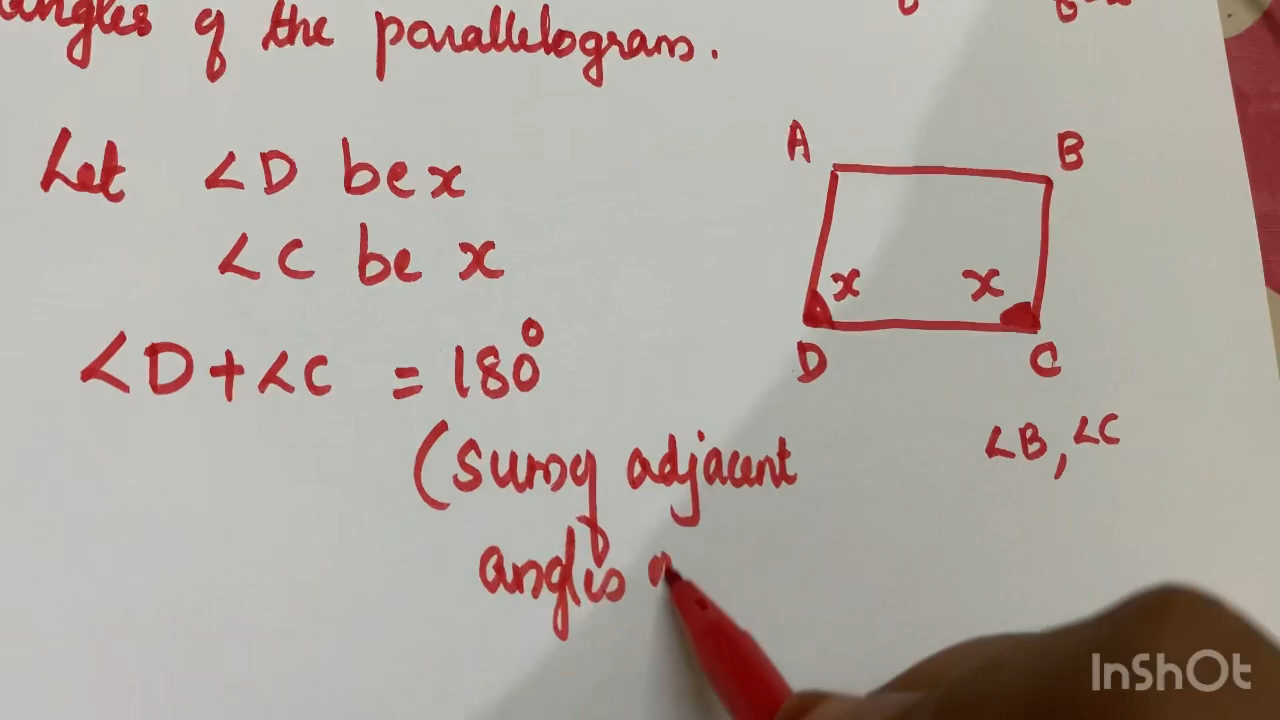 angles of the parallelogram.
Let ∠D be x
∠C be x
∠D+∠C = 180°
(Sum of adjacent
angles
A
B
x
x
D
C
∠B, ∠C
InShOt